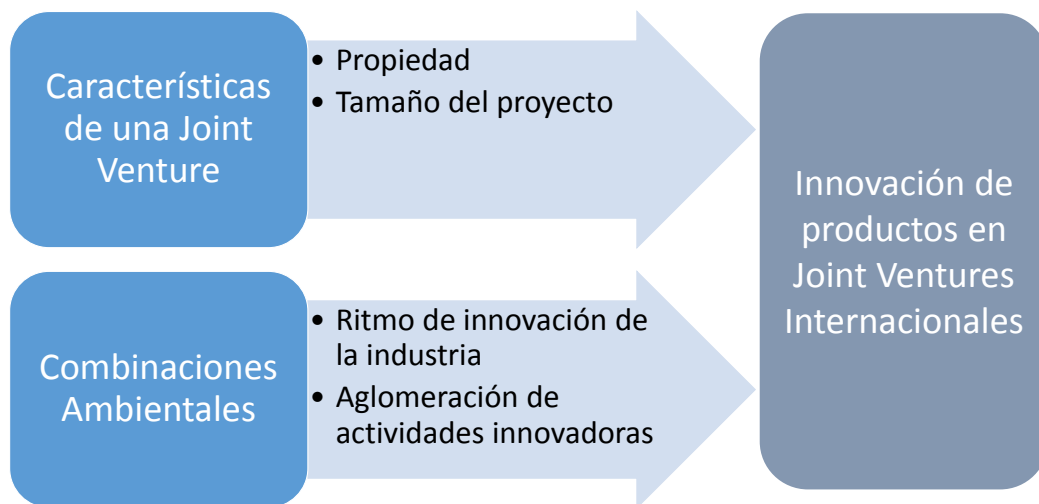 Característicás
de una Joint
Venture
• Propiedad
• Tamaño del proyecto
Combinaciones
Ambientales
• Ritmo de innovación de
la industria
• Aglomeración de
actividades innovadoras
Innovación de
productos en
Joint Ventures
Internacionales